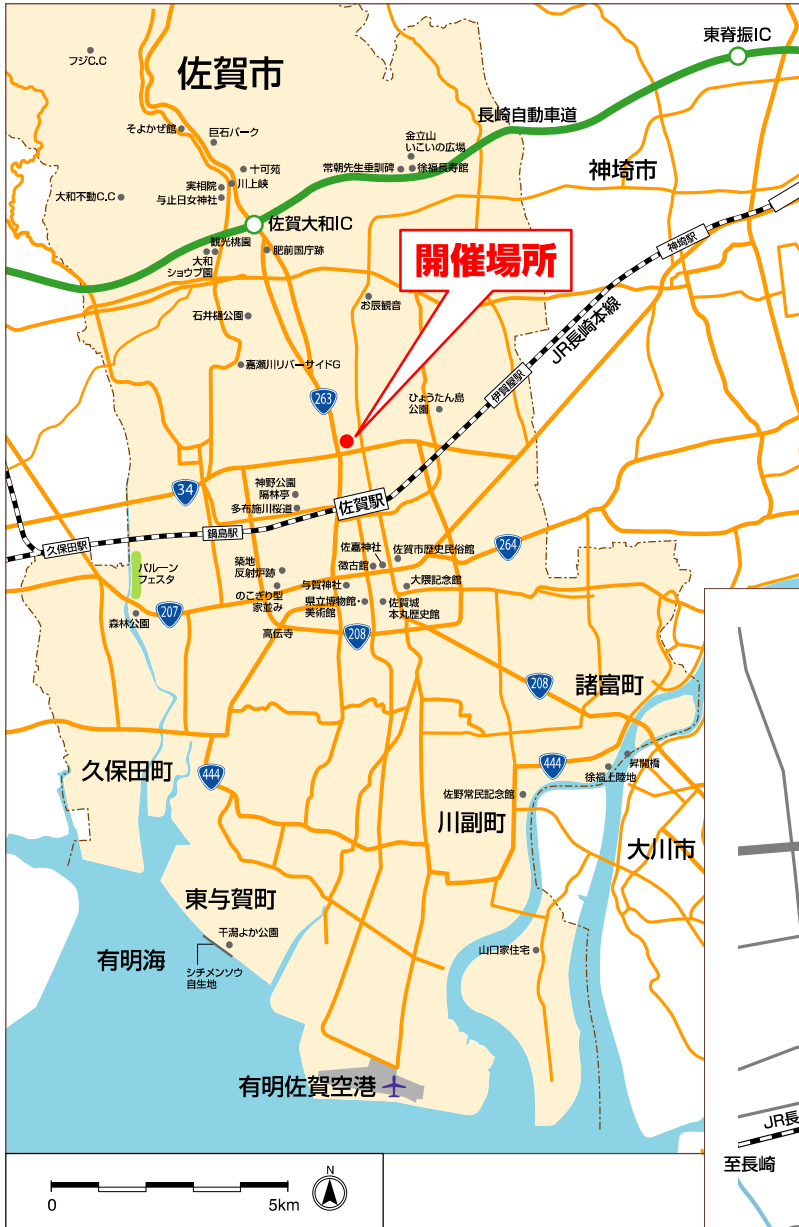 東脊振IC
フジC.C
佐賀市
長崎自動車道
そよかぜ館
巨石パーク
金立山
いこいの広場
神埼市
十可苑
常朝先生垂訓碑
徐福長寿館
実相院
川上峡
大和不動C.C
与止日女神社
佐賀大和IC
神埼駅
観光桃園
肥前国庁跡
大和
ショウブ園
開催場所
お辰観音
石井樋公園
JR長崎本線
嘉瀬川リバーサイドG
伊賀屋駅
263
ひょうたん島
公園
神野公園
隔林亭
34
多布施川桜道
佐賀駅
鍋島駅
久保田駅
佐嘉神社
佐賀市歴史民俗館
264
バルーン
フェスタ
築地
反射炉跡
徴古館
のこぎり型
家並み
与賀神社
大隈記念館
県立博物館・
美術館
佐賀城
本丸歴史館
森林公園
207
高伝寺
208
208
諸富町
久保田町
444
444
昇開橋
徐福上陸地
佐野常民記念館
川副町
大川市
東与賀町
干潟よか公園
有明海
シチメンソウ
自生地
山口家住宅
有明佐賀空港
JR長
至長崎
N
0
5km